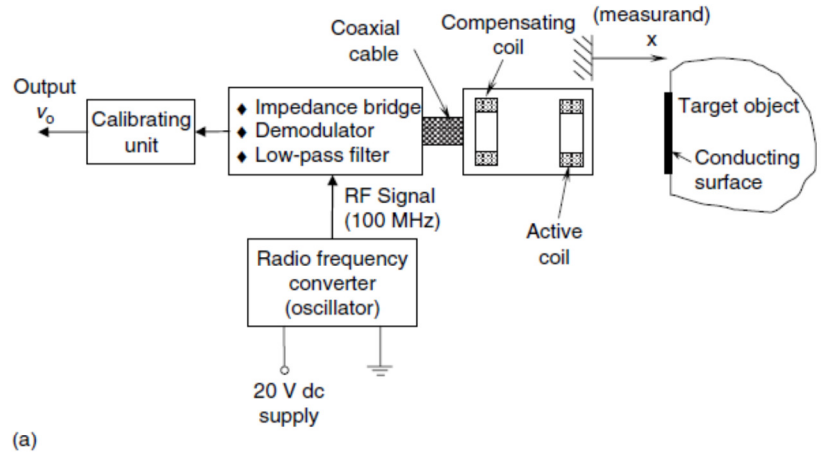 Output
vo
Calibrating
unit
♦ Impedance bridge
♦ Demodulator
♦ Low-pass filter
Coaxial
cable
Compensating
coil
(measurand)
x
Target object
Conducting
surface
Active
coil
RF Signal
(100 MHz)
Radio frequency
converter
(oscillator)
20 V dc
supply
(a)